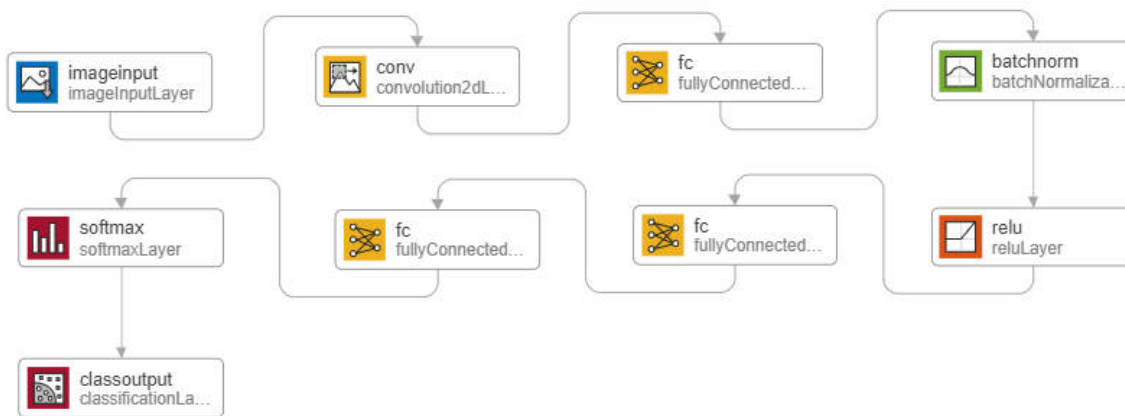 imageinput
imageInputLayer
conv
convolution2dL...
fc
fullyConnected...
batchnorm
batchNormaliza...
relu
reluLayer
fc
fullyConnected...
fc
fullyConnected...
softmax
softmaxLayer
classoutput
classificationLa...